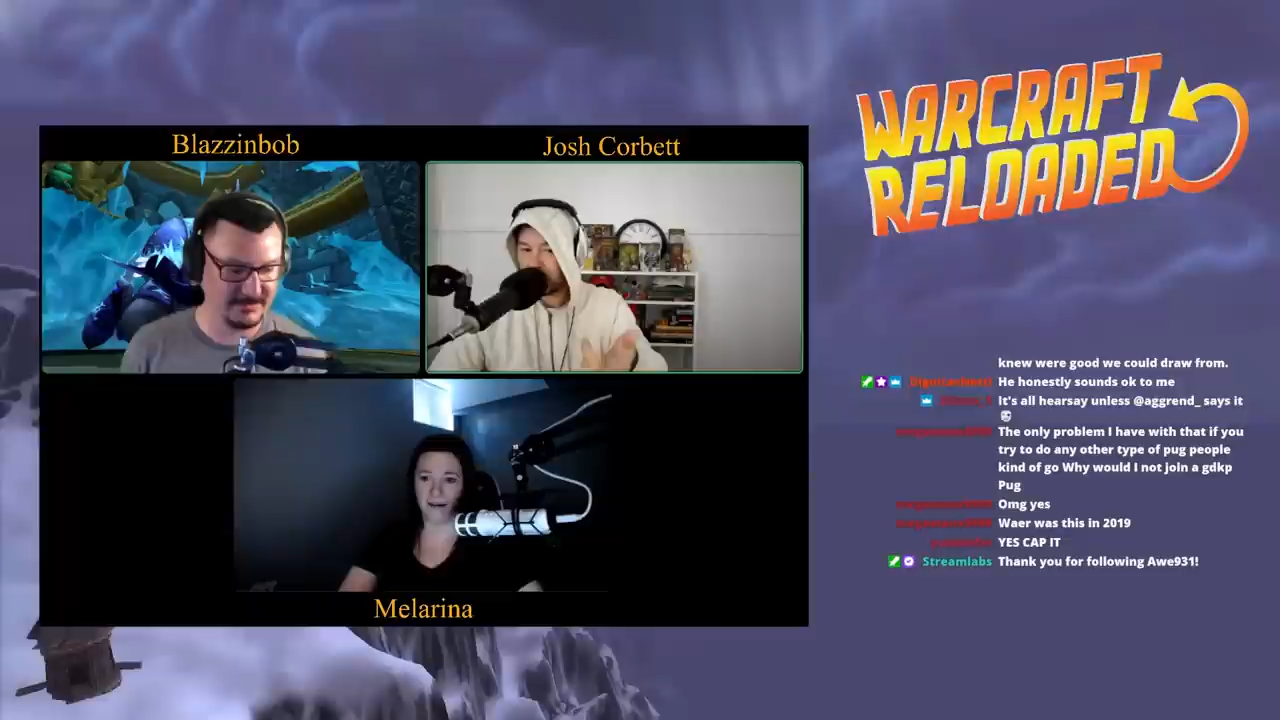 WARCRAFT
RELOADED
Blazzinbob
Josh Corbett
Melarina
knew were good we could draw from.
He honestly sounds ok to me
It's all hearsay unless @aggrend_ says it
The only problem I have with that if you
try to do any other type of pug people
kind of go Why would I not join a gdkp
Pug
Omg yes
Waer was this in 2019
YES CAP IT
Streamlabs Thank you for following Awe931!